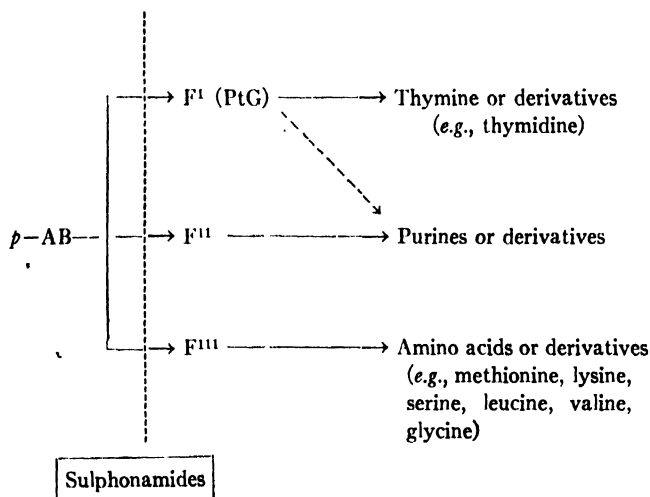 F¹ (PtG) Thymine or derivatives
(e.g., thymidine)
p—AB— F¹¹ Purines or derivatives
F¹¹¹ Amino acids or derivatives
(e.g., methionine, lysine,
serine, leucine, valine,
glycine)
Sulphonamides